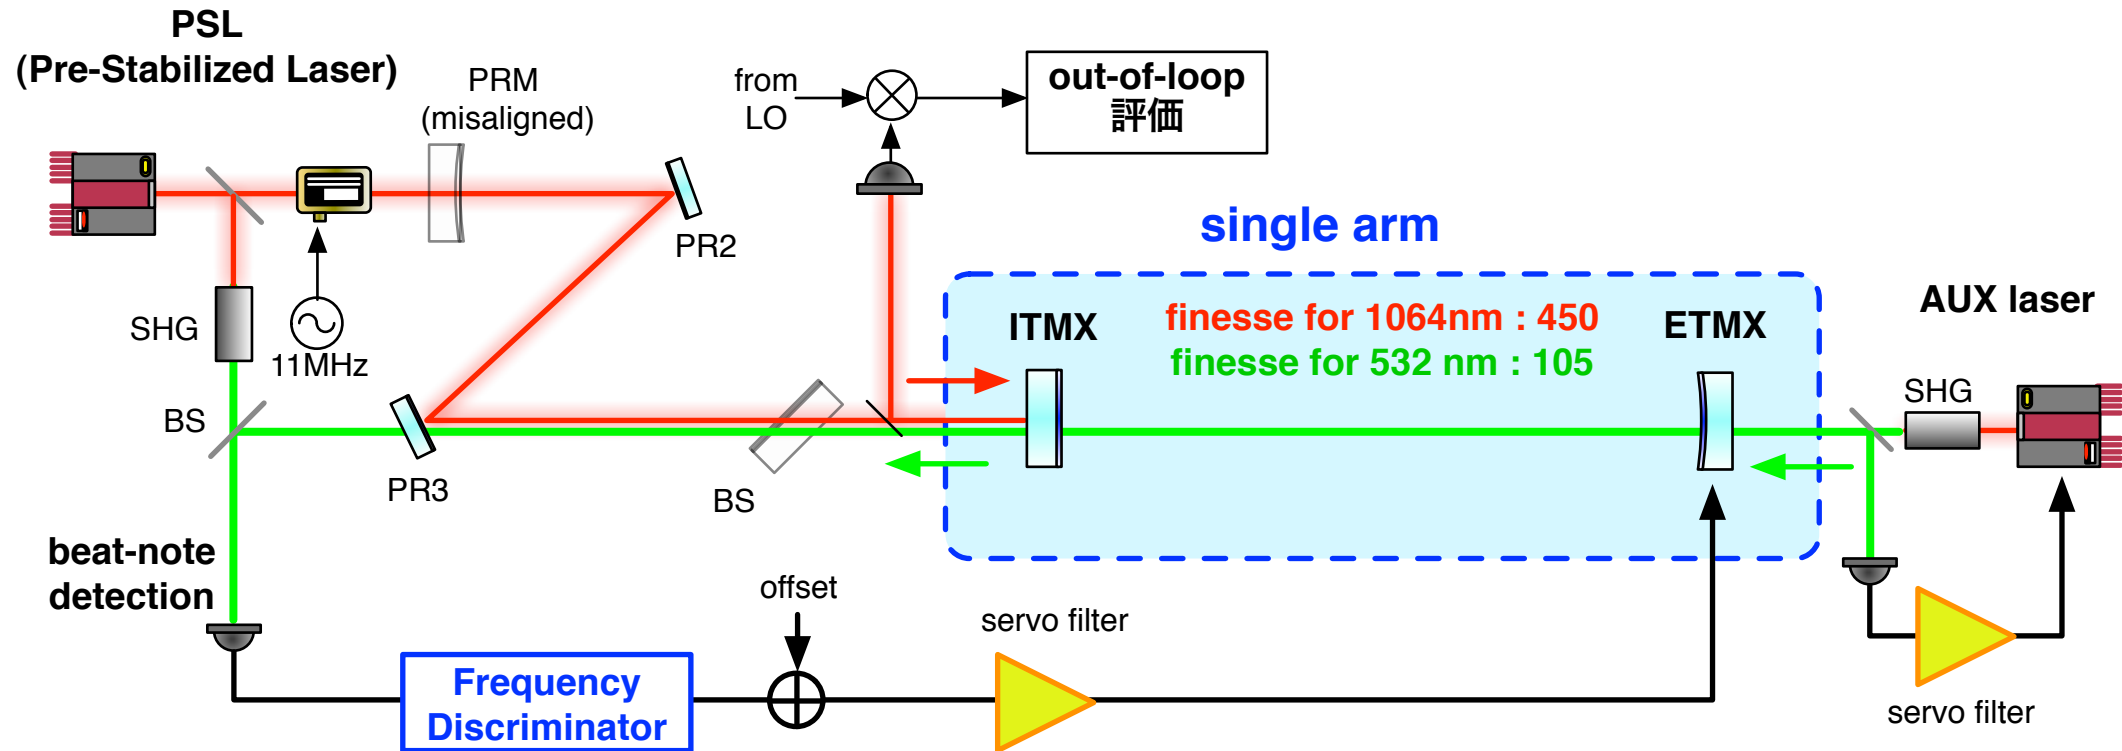 PSL
(Pre-Stabilized Laser)
PRM
(misaligned)
from
LO
out-of-loop
評価
PR2
single arm
SHG
11MHz
ITMX
finesse for 1064nm : 450
finesse for 532 nm : 105
ETMX
AUX laser
SHG
BS
PR3
BS
beat-note
detection
offset
servo filter
Frequency
Discriminator
servo filter